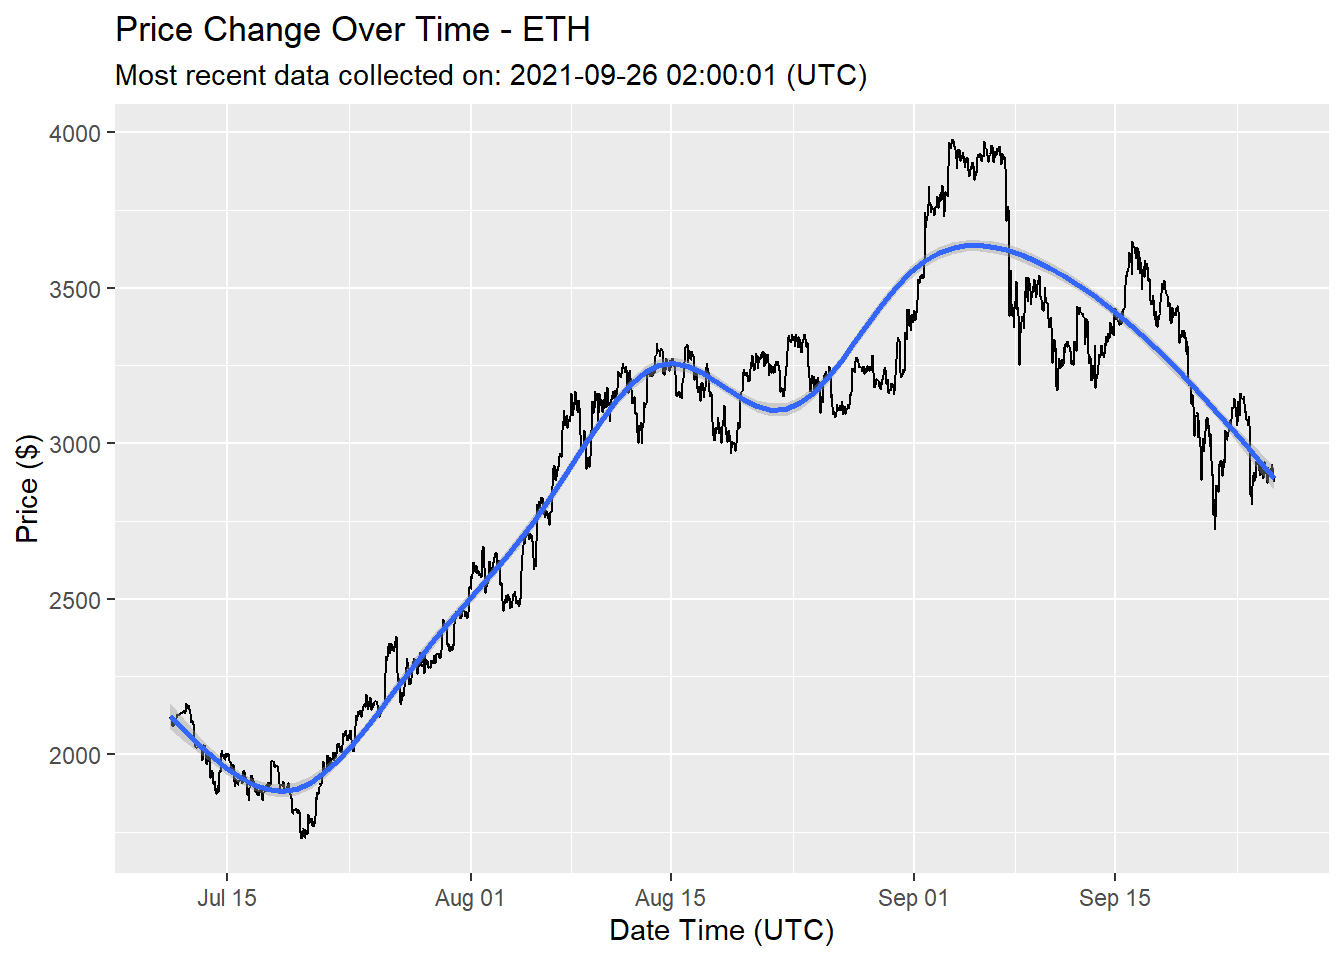 Price Change Over Time - ETH
Most recent data collected on: 2021-09-26 02:00:01 (UTC)
4000
3500
3000
2500
2000
Price ($)
Jul 15
Aug 01
Aug 15
Sep 01
Sep 15
Date Time (UTC)